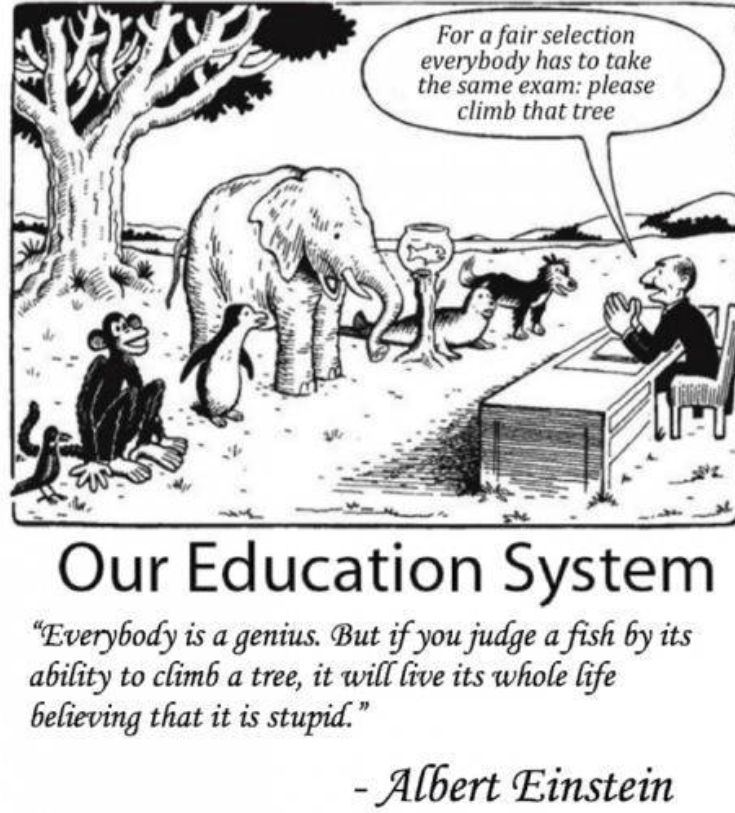 For a fair selection
everybody has to take
the same exam: please
climb that tree
Our Education System
“Everybody is a genius. But if you judge a fish by its
ability to climb a tree, it will live its whole life
believing that it is stupid.”
- Albert Einstein